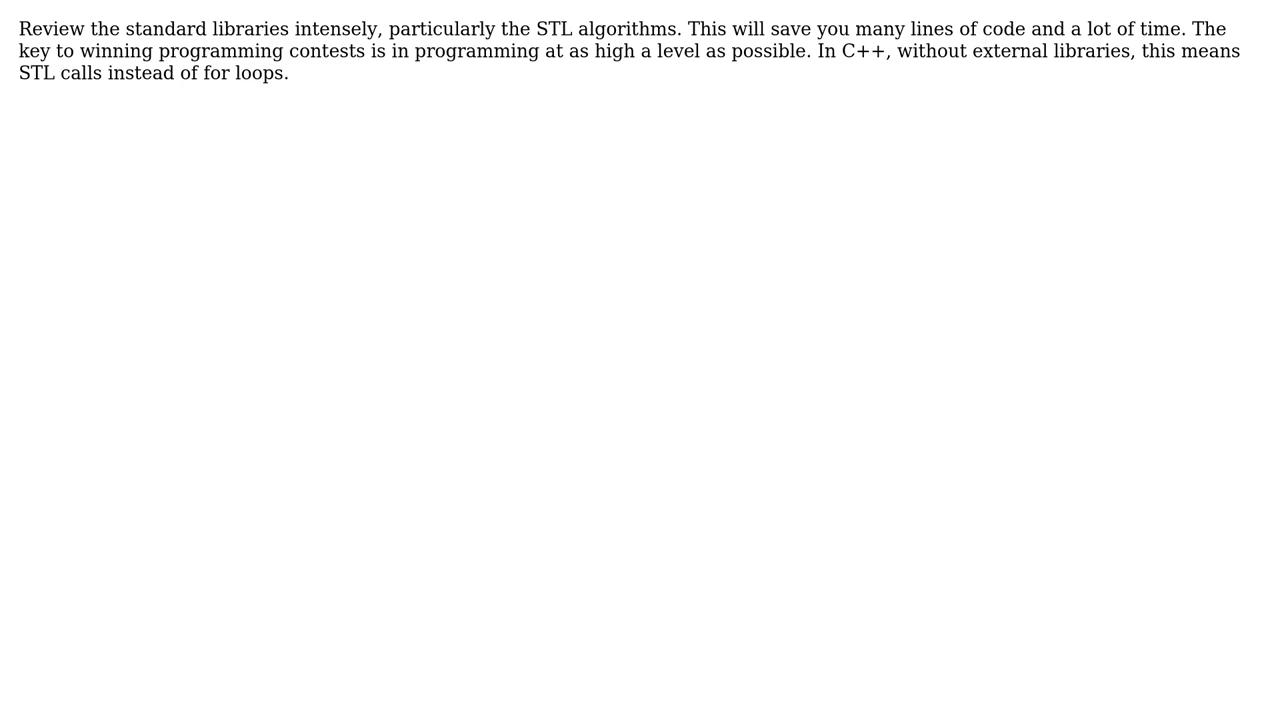 Review the standard libraries intensely, particularly the STL algorithms. This will save you many lines of code and a lot of time. The
key to winning programming contests is in programming at as high a level as possible. In C++, without external libraries, this means
STL calls instead of for loops.